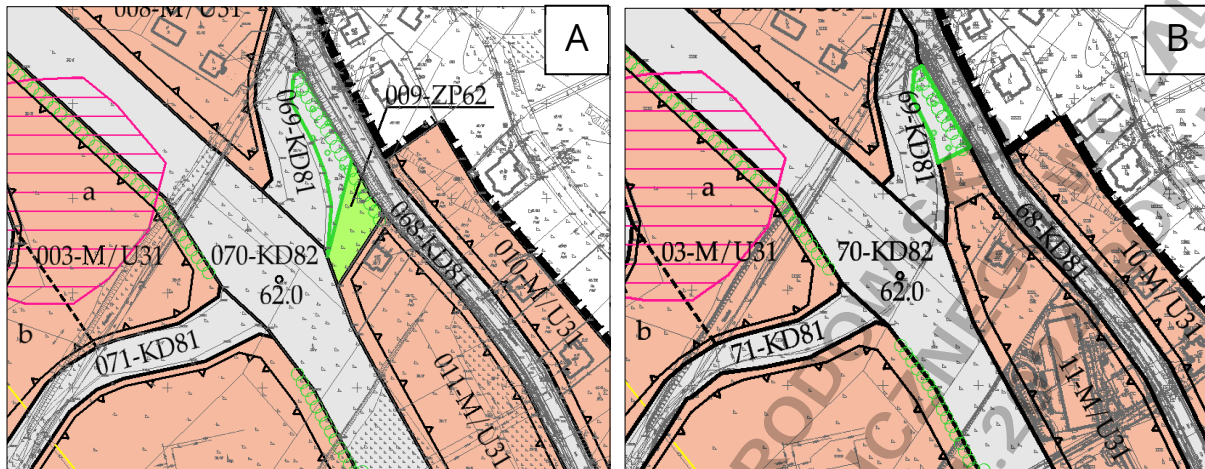 A
008-M/U31
009-ZP62
069-KD81
a
068-KD81
003-M/U31
070-KD82
62.0
010-M/U31
b
071-KD81
011-M/U31
B
69-KD81
a
68-KD81
03-M/U31
70-KD82
62.0
10-M/U31
b
71-KD81
11-M/U31